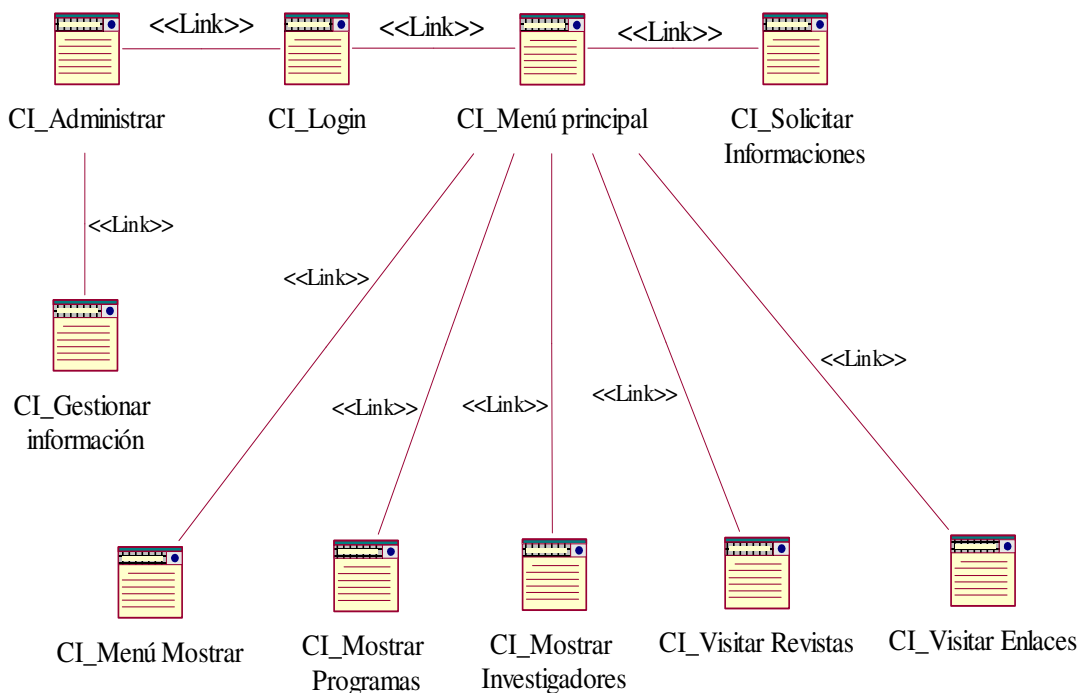 <<Link>>
<<Link>>
<<Link>>
CI_Administrar
CI_Login
CI_Menú principal
CI_Solicitar
Informaciones
<<Link>>
<<Link>>
<<Link>>
<<Link>>
<<Link>>
<<Link>>
CI_Gestionar
información
CI_Menú Mostrar
CI_Mostrar
Programas
CI_Mostrar
Investigadores
CI_Visitar Revistas
CI_Visitar Enlaces